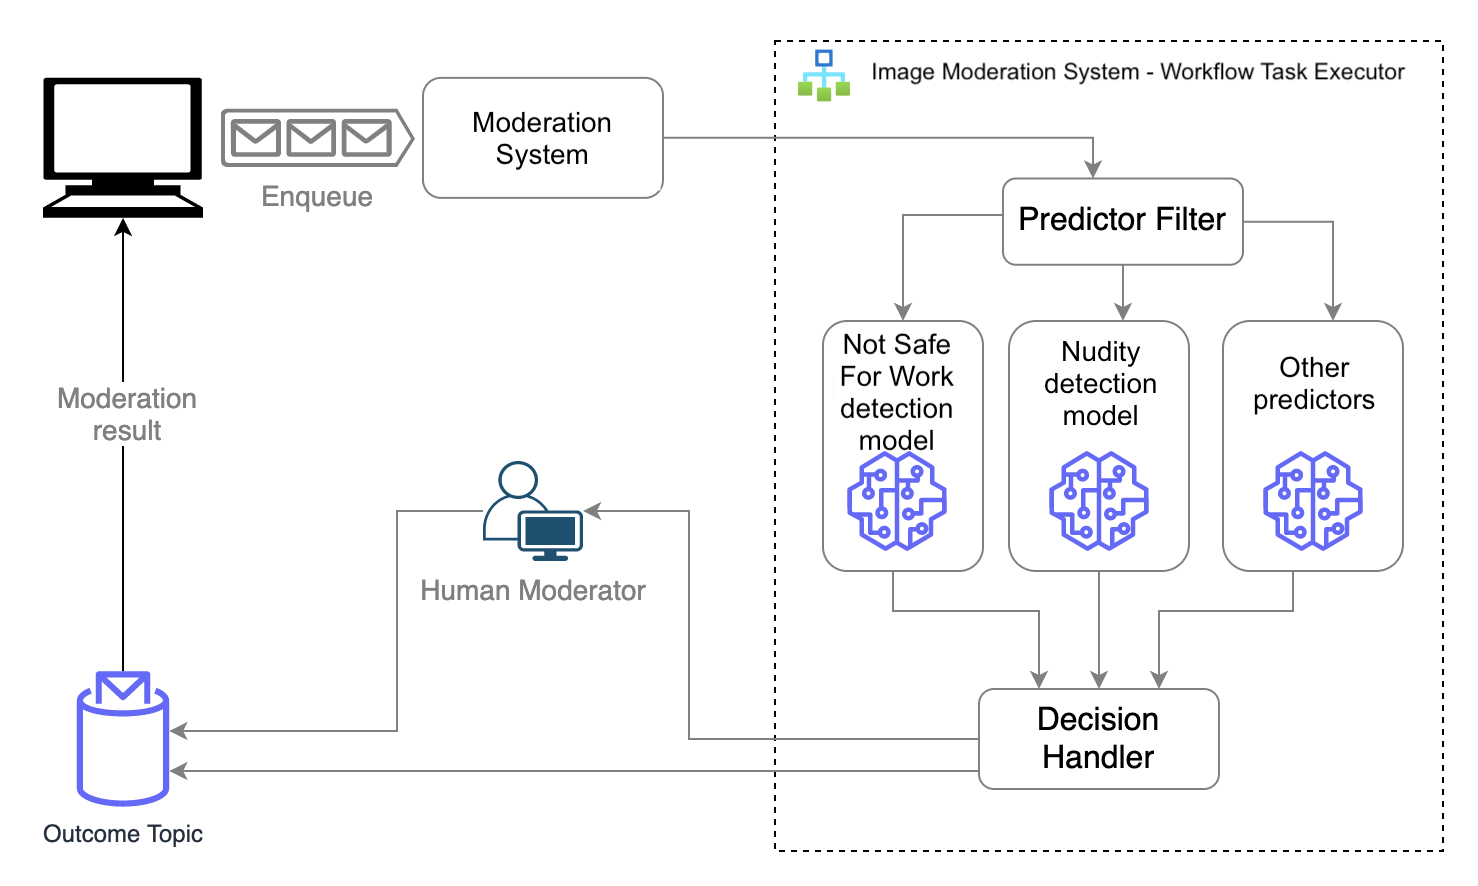 Image Moderation System - Workflow Task Executor
Moderation
System
Enqueue
Predictor Filter
Not Safe
For Work
detection
model
Nudity
detection
model
Other
predictors
Moderation
result
Human Moderator
Decision
Handler
Outcome Topic